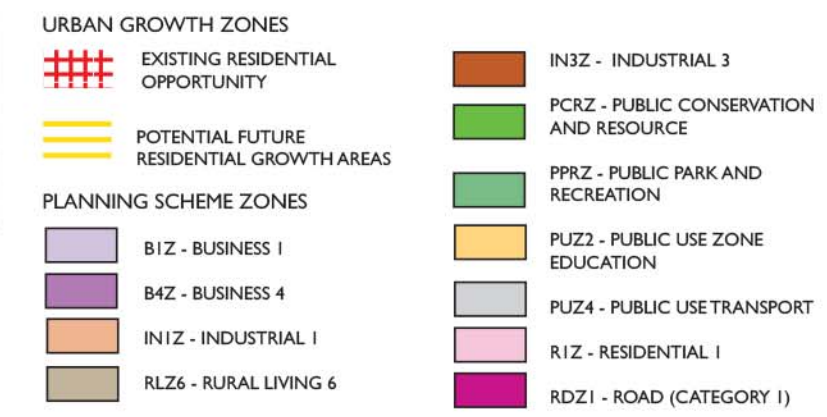 URBAN GROWTH ZONES
EXISTING RESIDENTIAL
OPPORTUNITY
POTENTIAL FUTURE
RESIDENTIAL GROWTH AREAS
PLANNING SCHEME ZONES
B1Z - BUSINESS 1
B4Z - BUSINESS 4
IN1Z - INDUSTRIAL 1
RLZ6 - RURAL LIVING 6
IN3Z - INDUSTRIAL 3
PCRZ - PUBLIC CONSERVATION
AND RESOURCE
PPRZ - PUBLIC PARK AND
RECREATION
PUZ2 - PUBLIC USE ZONE
EDUCATION
PUZ4 - PUBLIC USE TRANSPORT
R1Z - RESIDENTIAL 1
RDZ1 - ROAD (CATEGORY 1)